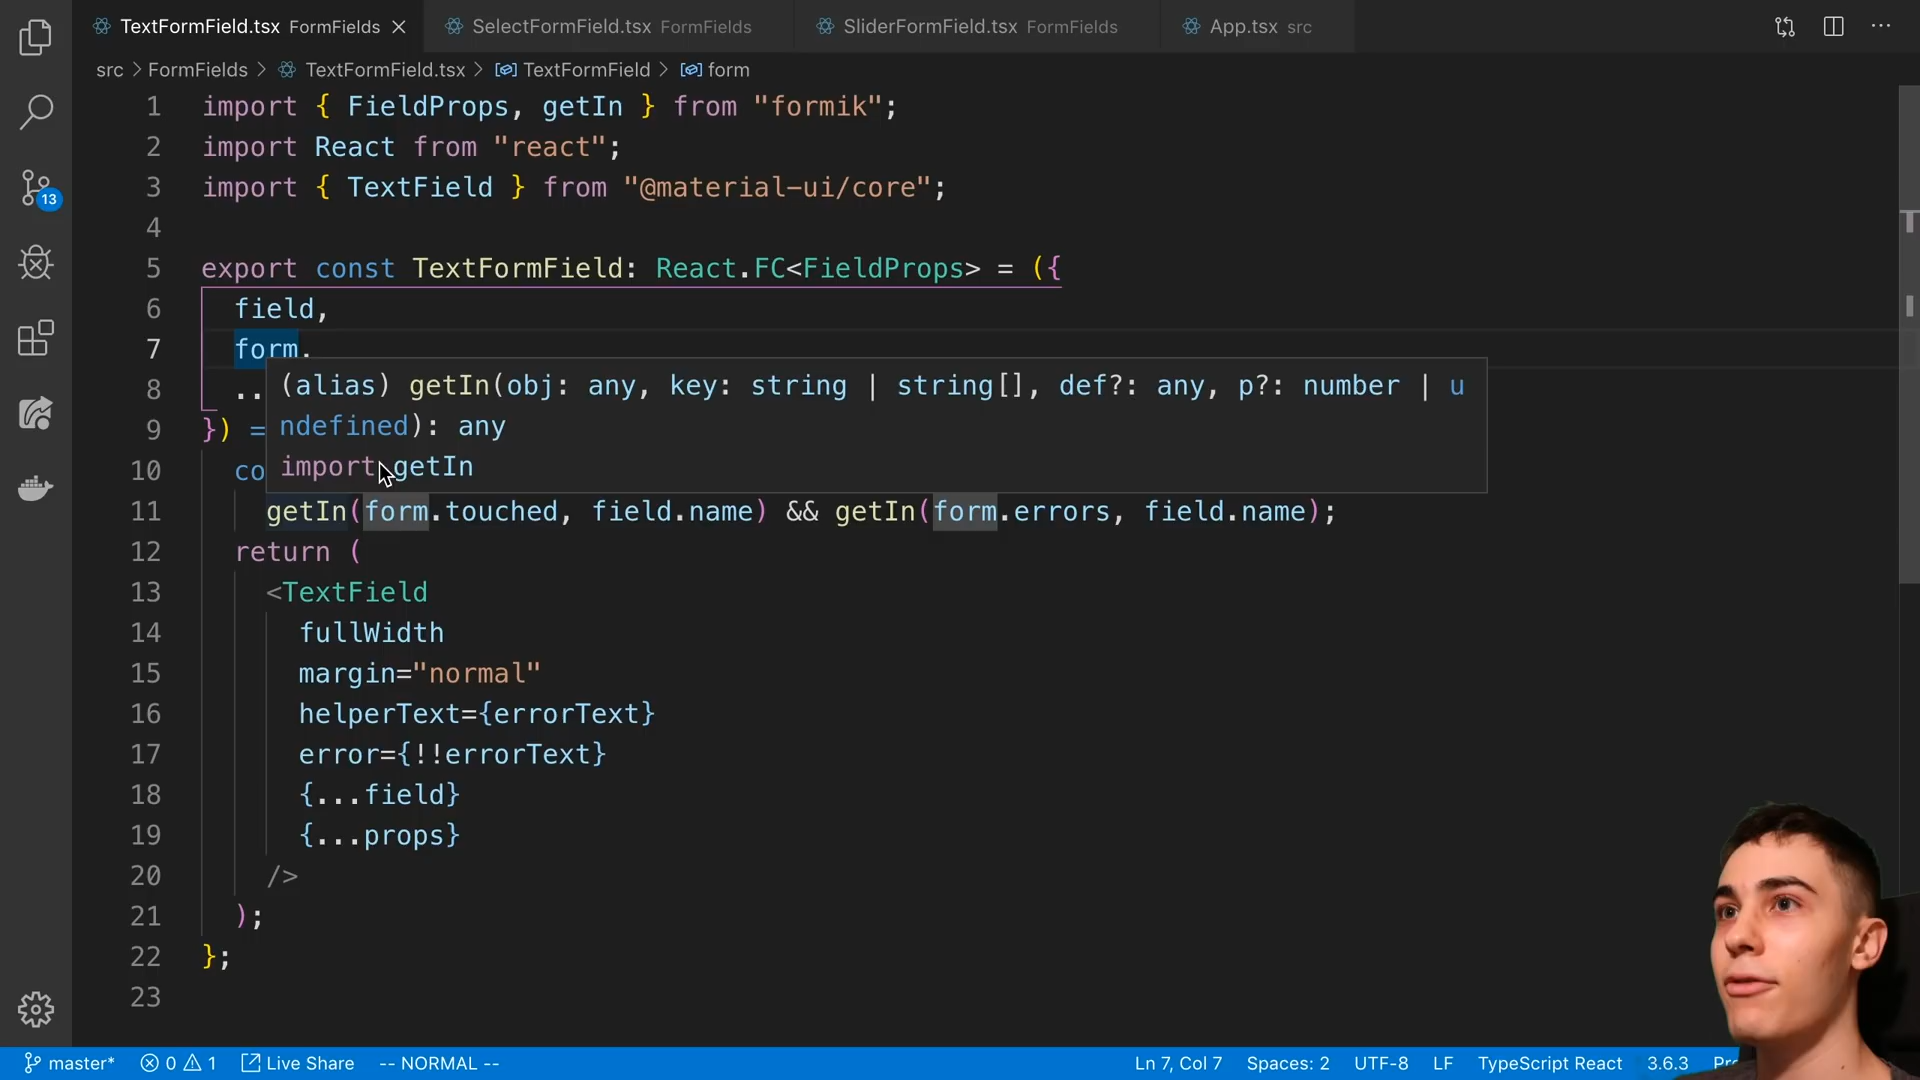 TextFormField.tsx FormFields
SelectFormField.tsx FormFields
SliderFormField.tsx FormFields
App.tsx src
src > FormFields > TextFormField.tsx > TextFormField > form
1 import { FieldProps, getIn } from "formik";
2 import React from "react";
3 import { TextField } from "@material-ui/core";
4
5 export const TextFormField: React.FC<FieldProps> = ({
6 field,
7 form,
8 ..
(alias) getIn(obj: any, key: string | string[], def?: any, p?: number | u
ndefined): any
import getIn
9 }) =
10 co
11 getIn(form.touched, field.name) && getIn(form.errors, field.name);
12 return (
13 <TextField
14 fullWidth
15 margin="normal"
16 helperText={errorText}
17 error={!!errorText}
18 {...field}
19 {...props}
20 />
21 );
22 };
23
13
master* 0 1 Live Share -- NORMAL -- Ln 7, Col 7 Spaces: 2 UTF-8 LF TypeScript React 3.6.3 Pr